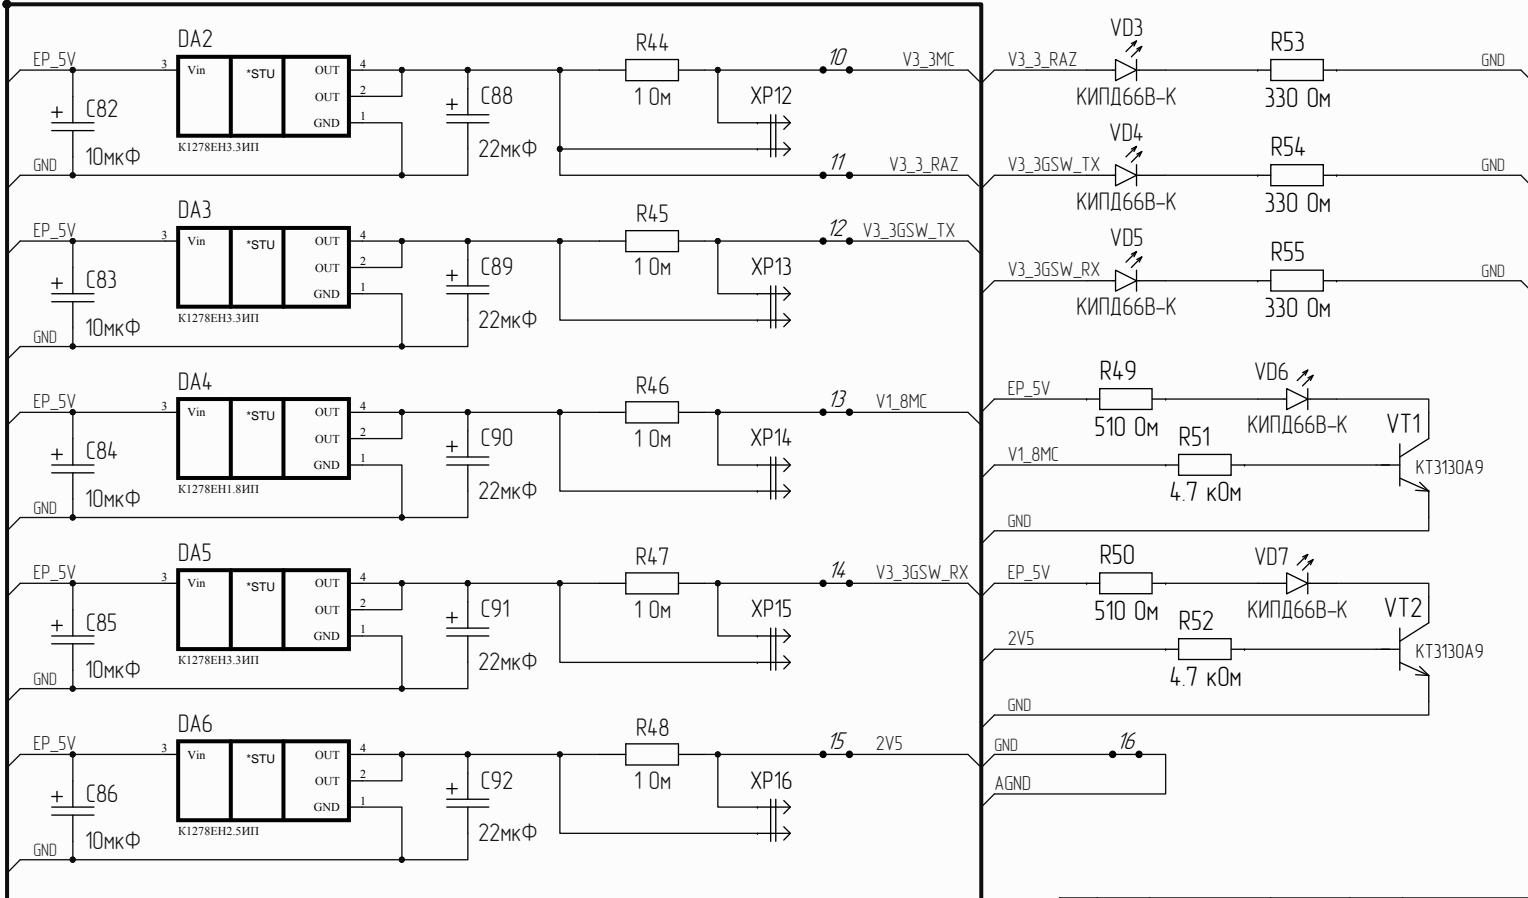 DA2
EP_5V
3
Vin
*STU
OUT
4
OUT
2
GND
1
К1278ЕН3.3ИП
C82
10мкФ
GND
C88
22мкФ
R44
1 Ом
XP12
10
V3_3MC
11
V3_3_RAZ
DA3
EP_5V
3
Vin
*STU
OUT
4
OUT
2
GND
1
К1278ЕН3.3ИП
C83
10мкФ
GND
C89
22мкФ
R45
1 Ом
XP13
12
V3_3GSW_TX
DA4
EP_5V
3
Vin
*STU
OUT
4
OUT
2
GND
1
К1278ЕН1.8ИП
C84
10мкФ
GND
C90
22мкФ
R46
1 Ом
XP14
13
V1_8MC
DA5
EP_5V
3
Vin
*STU
OUT
4
OUT
2
GND
1
К1278ЕН3.3ИП
C85
10мкФ
GND
C91
22мкФ
R47
1 Ом
XP15
14
V3_3GSW_RX
DA6
EP_5V
3
Vin
*STU
OUT
4
OUT
2
GND
1
К1278ЕН2.5ИП
C86
10мкФ
GND
C92
22мкФ
R48
1 Ом
XP16
15
2V5
V3_3_RAZ
VD3
КИПД66В-К
R53
330 Ом
GND
V3_3GSW_TX
VD4
КИПД66В-К
R54
330 Ом
GND
V3_3GSW_RX
VD5
КИПД66В-К
R55
330 Ом
GND
EP_5V
R49
510 Ом
VD6
КИПД66В-К
VT1
КТ3130А9
V1_8MC
R51
4.7 кОм
GND
EP_5V
R50
510 Ом
VD7
КИПД66В-К
VT2
КТ3130А9
2V5
R52
4.7 кОм
GND
GND
16
AGND